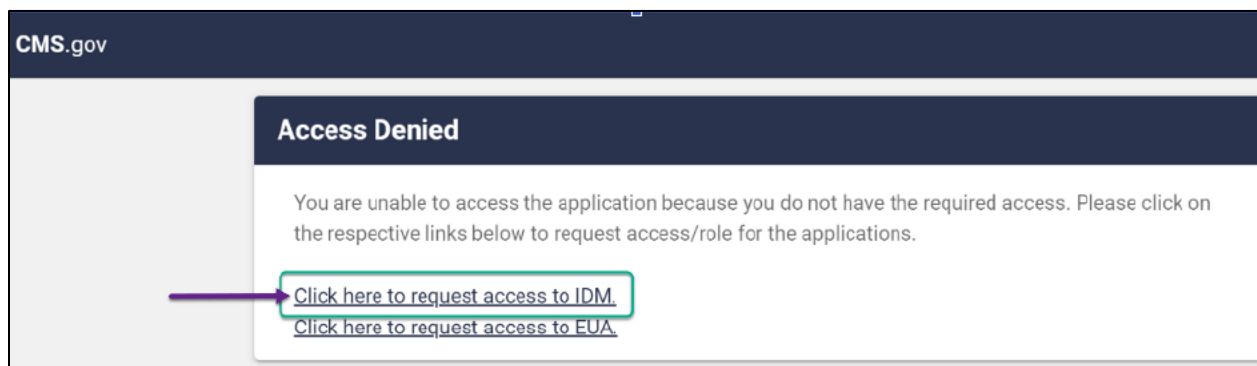 CMS.gov
Access Denied
You are unable to access the application because you do not have the required access. Please click on
the respective links below to request access/role for the applications.
Click here to request access to IDM.
Click here to request access to EUA.